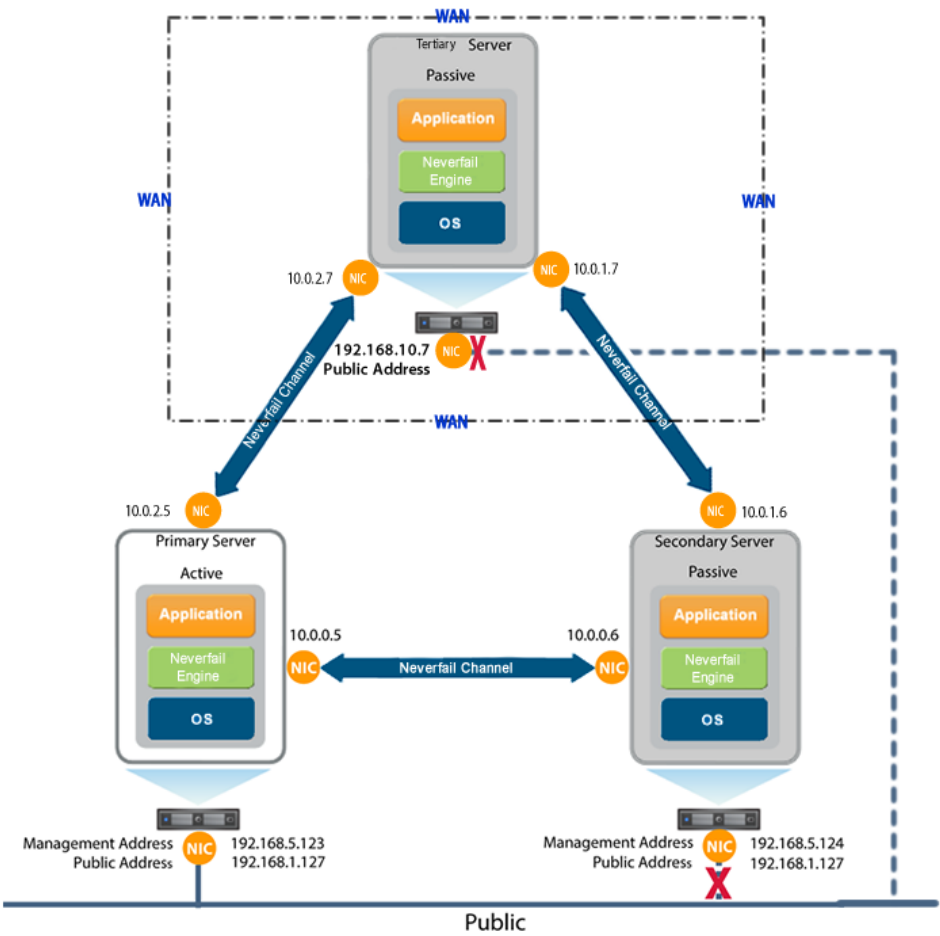 WAN
Tertiary Server
Passive
Application
Neverfail
Engine
OS
WAN
WAN
10.0.2.7
NIC
NIC
10.0.1.7
192.168.10.7
Public Address
NIC
X
Neverfail Channel
Neverfail Channel
WAN
10.0.2.5
NIC
NIC
10.0.1.6
Primary Server
Active
Application
Neverfail
Engine
OS
Secondary Server
Passive
Application
Neverfail
Engine
OS
10.0.0.5
NIC
Neverfail Channel
10.0.0.6
NIC
Management Address
Public Address
NIC
192.168.5.123
192.168.1.127
Management Address
Public Address
NIC
192.168.5.124
192.168.1.127
X
Public